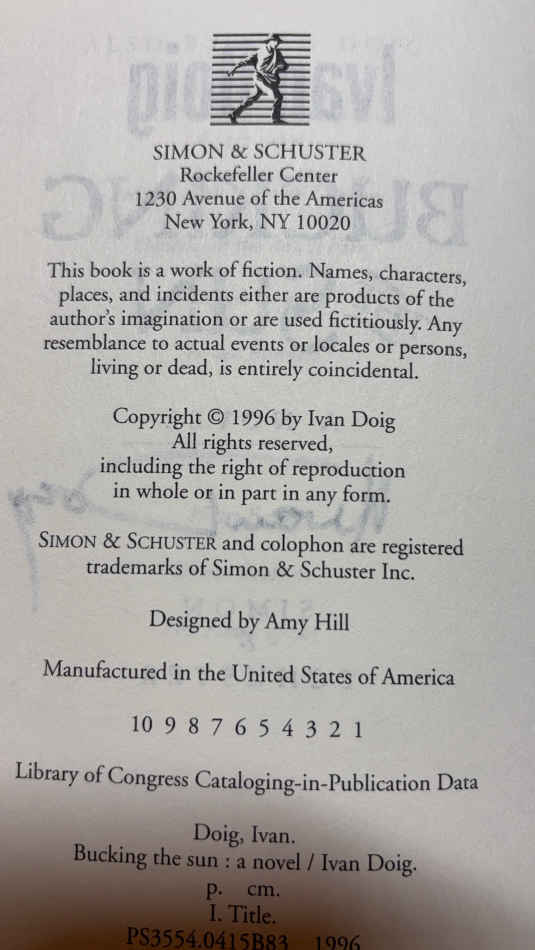 SIMON & SCHUSTER
Rockefeller Center
1230 Avenue of the Americas
New York, NY 10020
This book is a work of fiction. Names, characters,
places, and incidents either are products of the
author's imagination or are used fictitiously. Any
resemblance to actual events or locales or persons,
living or dead, is entirely coincidental.
Copyright © 1996 by Ivan Doig
All rights reserved,
including the right of reproduction
in whole or in part in any form.
SIMON & SCHUSTER and colophon are registered
trademarks of Simon & Schuster Inc.
Designed by Amy Hill
Manufactured in the United States of America
10 9 8 7 6 5 4 3 2 1
Library of Congress Cataloging-in-Publication Data
Doig, Ivan.
Bucking the sun : a novel / Ivan Doig.
p. cm.
I. Title.
PS3554.O415B83 1996